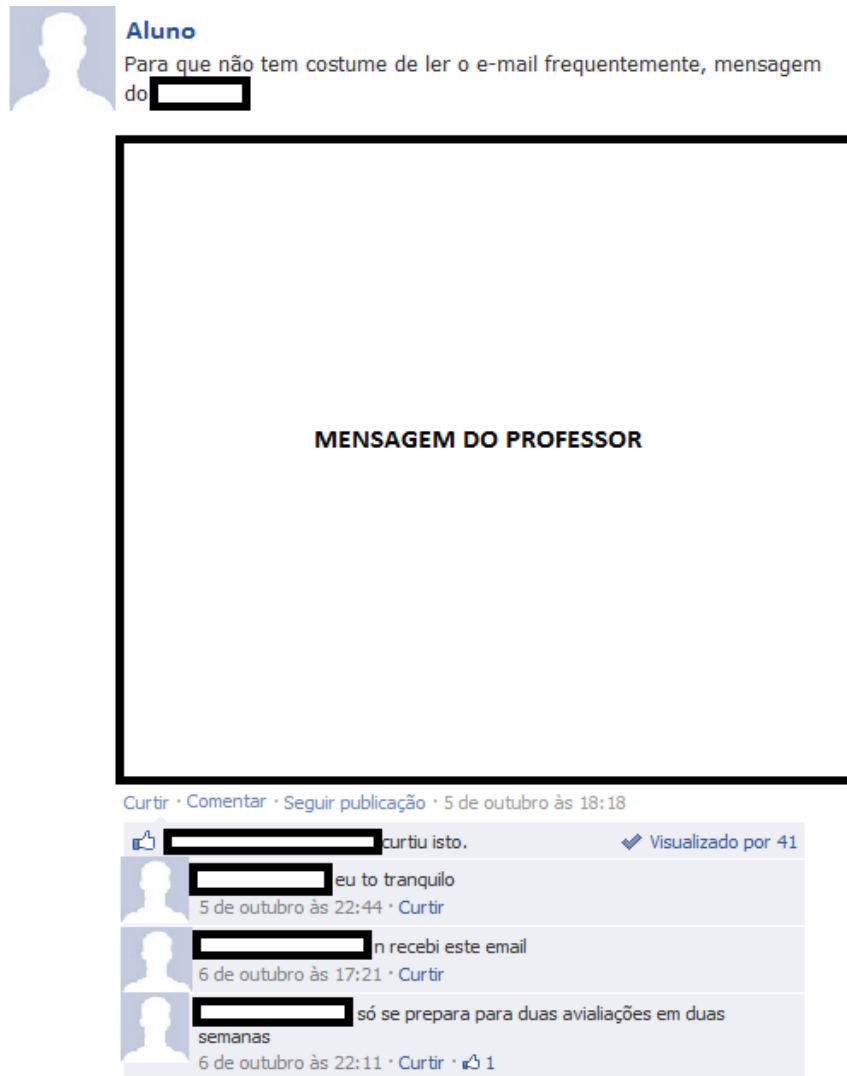 Aluno
Para que não tem costume de ler o e-mail frequentemente, mensagem
do
MENSAGEM DO PROFESSOR
Curtir · Comentar · Seguir publicação · 5 de outubro às 18:18
curtiu isto. Visualizado por 41
eu to tranquilo
5 de outubro às 22:44 · Curtir
n recebi este email
6 de outubro às 17:21 · Curtir
só se prepara para duas avialiações em duas
semanas
6 de outubro às 22:11 · Curtir · 1